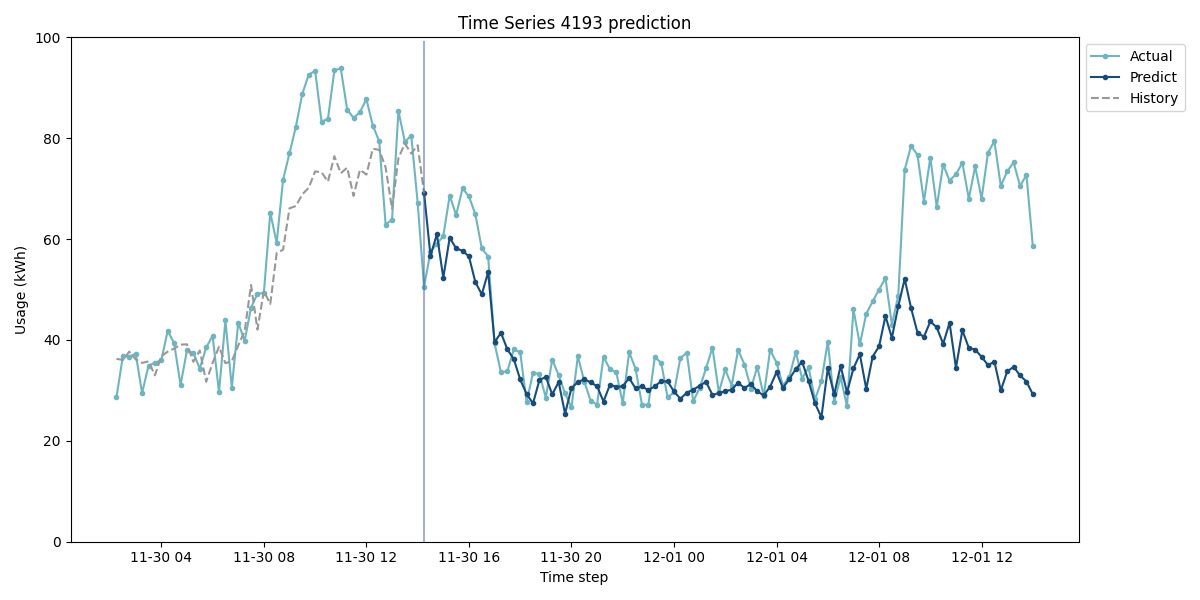 Time Series 4193 prediction
100
80
60
40
20
0
Usage (kWh)
11-30 04
11-30 08
11-30 12
11-30 16
11-30 20
12-01 00
12-01 04
12-01 08
12-01 12
Time step
Actual
Predict
History